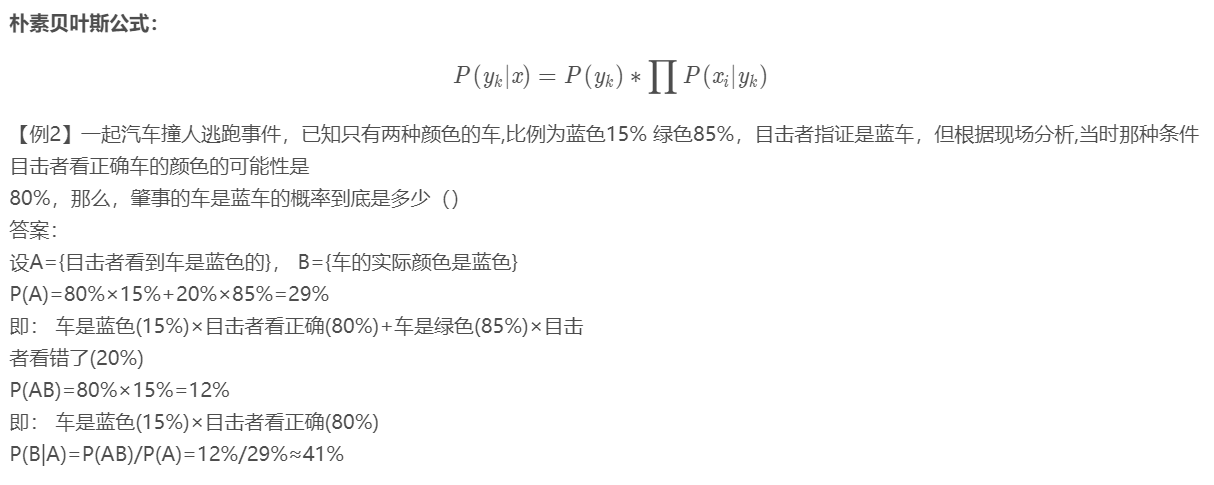 朴素贝叶斯公式：
P(yₖ|x) = P(yₖ) * ∏ P(xᵢ|yₖ)
【例2】一起汽车撞人逃跑事件，已知只有两种颜色的车,比例为蓝色15% 绿色85%，目击者指证是蓝车，但根据现场分析,当时那种条件
目击者看正确车的颜色的可能性是
80%，那么，肇事的车是蓝车的概率到底是多少（）
答案：
设A={目击者看到车是蓝色的}， B={车的实际颜色是蓝色}
P(A)=80%×15%+20%×85%=29%
即： 车是蓝色(15%)×目击者看正确(80%)+车是绿色(85%)×目击
者看错了(20%)
P(AB)=80%×15%=12%
即： 车是蓝色(15%)×目击者看正确(80%)
P(B|A)=P(AB)/P(A)=12%/29%≈41%